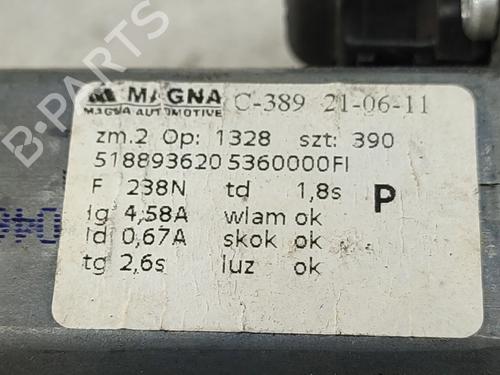 MAGNA C-389 21-06-11
MAGNA AUTOMOTIVE
zm.2 Op: 1328 szt: 390
518893620 5360000FI
F 238N td 1,8s P
Ig 4,58A wlam ok
Id 0,67A skok ok
tg 2,6s luz ok
B-PARTS